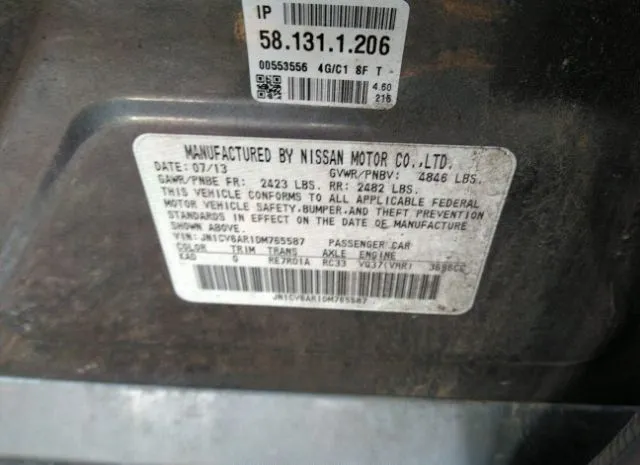 IP
58.131.1.206
00553556 4G/C1 8F T -
4.60
216
MANUFACTURED BY NISSAN MOTOR CO.,LTD.
DATE: 07/13 GVWR/PNBV: 4846 LBS.
GAWR/PNBE FR: 2423 LBS. RR: 2482 LBS.
THIS VEHICLE CONFORMS TO ALL APPLICABLE FEDERAL
MOTOR VEHICLE SAFETY, BUMPER, AND THEFT PREVENTION
STANDARDS IN EFFECT ON THE DATE OF MANUFACTURE
SHOWN ABOVE.
VIN: JN1CV6AR1DM765587 PASSENGER CAR
COLOR TRIM TRANS AXLE ENGINE
KAD G RE7R01A RC33 VQ37(VHR) 3696CC
JN1CV6AR1DM765587